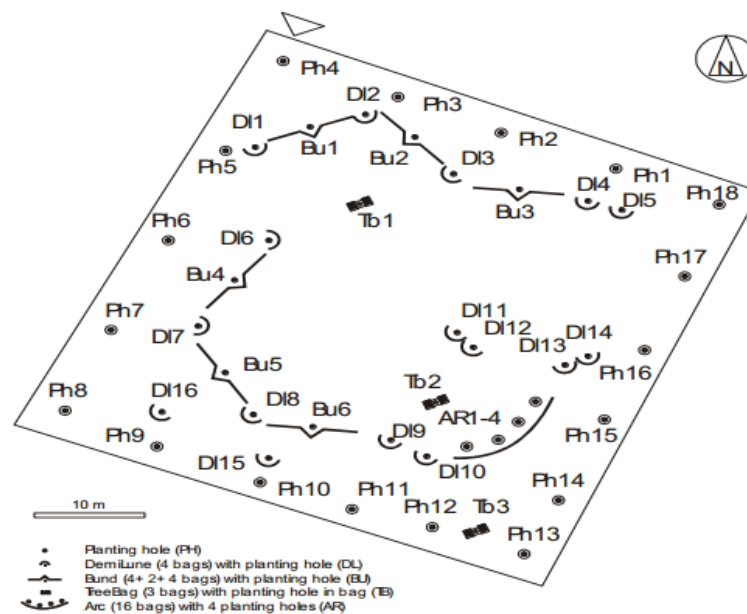 N
Ph4
Ph3
Dl2
Ph2
Dl1
Bu1
Bu2
Ph5
Dl3
Ph1
Dl4
Ph18
Dl5
Bu3
Tb1
Ph6
Dl6
Bu4
Ph17
Ph7
Dl7
Dl11
Dl12
Dl13
Dl14
Ph16
Bu5
Tb2
Ph8
Dl16
Dl8
Bu6
AR1-4
Ph15
Ph9
Dl9
Dl10
Dl15
Ph10
Ph11
Ph12
Tb3
Ph14
Ph13
10 m
Planting hole (PH)
DemiLune (4 bags) with planting hole (DL)
Bund (4+ 2+ 4 bags) with planting hole (BU)
TreeBag (3 bags) with planting hole in bag (TB)
Arc (16 bags) with 4 planting holes (AR)